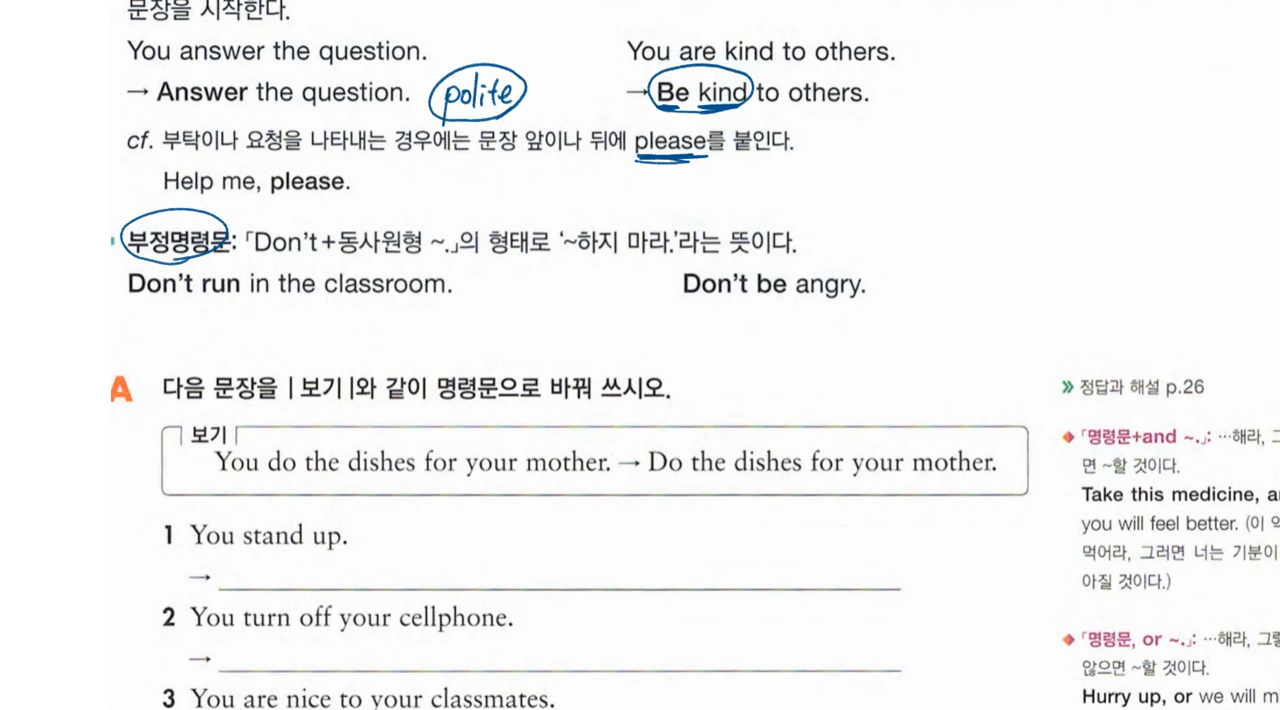 문장을 시작한다.
You answer the question.
→ Answer the question.
polite
You are kind to others.
→ Be kind to others.
cf. 부탁이나 요청을 나타내는 경우에는 문장 앞이나 뒤에 please를 붙인다.
Help me, please.
부정명령문: 「Don't+동사원형 ~.」의 형태로 '~하지 마라.'라는 뜻이다.
Don't run in the classroom.
Don't be angry.
A 다음 문장을 |보기|와 같이 명령문으로 바꿔 쓰시오.
보기
You do the dishes for your mother. → Do the dishes for your mother.
1 You stand up.
→
2 You turn off your cellphone.
→
3 You are nice to your classmates.
» 정답과 해설 p.26
「명령문+and ~.」: …해라, 그
면 ~할 것이다.
Take this medicine, a
you will feel better. (이
먹어라, 그러면 너는 기분이
아질 것이다.)
「명령문, or ~.」: …해라, 그렇
않으면 ~할 것이다.
Hurry up, or we will m